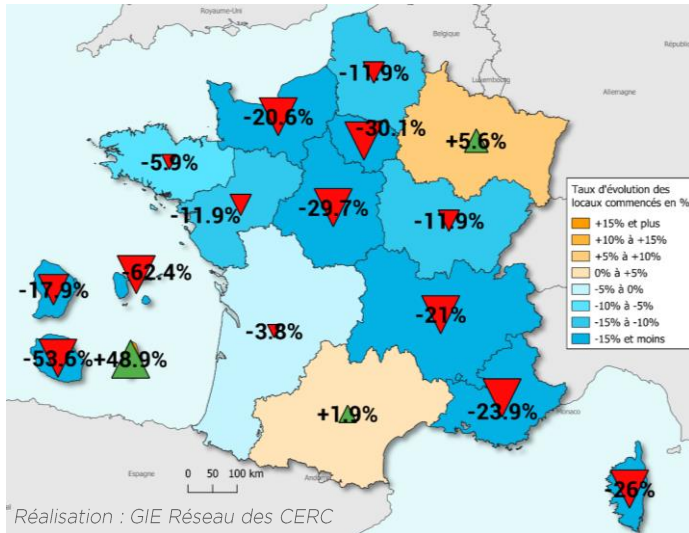 Royaume-Uni
Belgique
Luxembourg
Allemagne
-11.9%
-20.6%
-30.1%
+5.6%
-5.9%
-11.9%
-29.7%
-11.9%
Taux d'évolution des
locaux commencés en %
+15% et plus
+10% à +15%
+5% à +10%
0% à +5%
-5% à 0%
-10% à -5%
-15% à -10%
-15% et moins
-62.4%
-17.9%
-3.8%
-21%
-53.6%
+48.9%
+1.9%
-23.9%
Monaco
Espagne
0 50 100 km
-26%
Réalisation : GIE Réseau des CERC